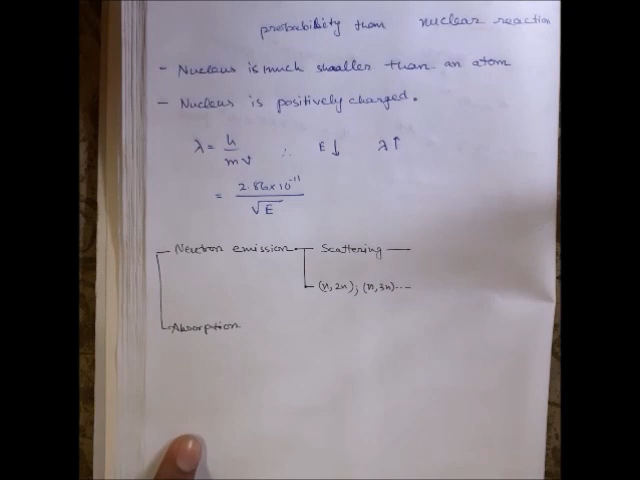 probability than nuclear reaction
- Nucleus is much smaller than an atom
- Nucleus is positively charged.
λ = h / mv ∴ E↓ λ↑
= 2.86 × 10⁻¹¹ / √E
Neutron emission - Scattering
(n, 2n); (n, 3n)...
Absorption